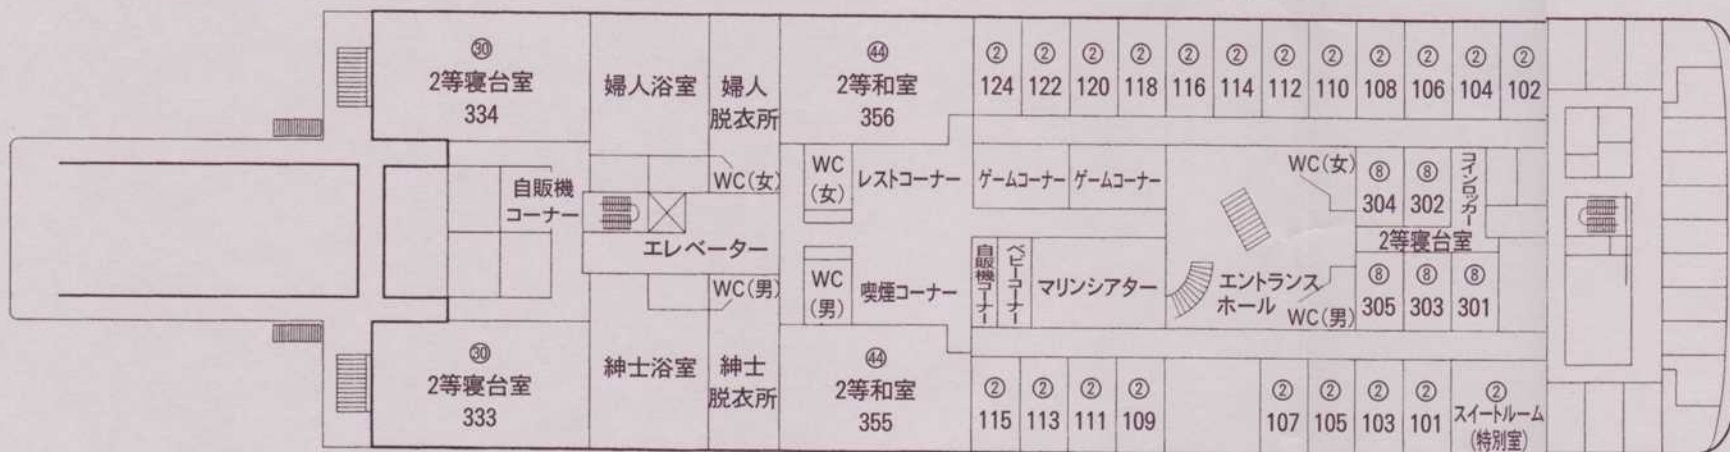 ㉚
2等寝台室
334
婦人浴室
婦人
脱衣所
㊹
2等和室
356
②
124
②
122
②
120
②
118
②
116
②
114
②
112
②
110
②
108
②
106
②
104
②
102
自販機
コーナー
WC(女)
WC
(女)
レストコーナー
ゲームコーナー
ゲームコーナー
WC(女)
⑧
304
⑧
302
コインロッカー
2等寝台室
エレベーター
WC(男)
WC
(男)
喫煙コーナー
自販機コーナー
ベビーコーナー
マリンシアター
エントランス
ホール
WC(男)
⑧
305
⑧
303
⑧
301
㉚
2等寝台室
333
紳士浴室
紳士
脱衣所
㊹
2等和室
355
②
115
②
113
②
111
②
109
②
107
②
105
②
103
②
101
②
スイートルーム
(特別室)